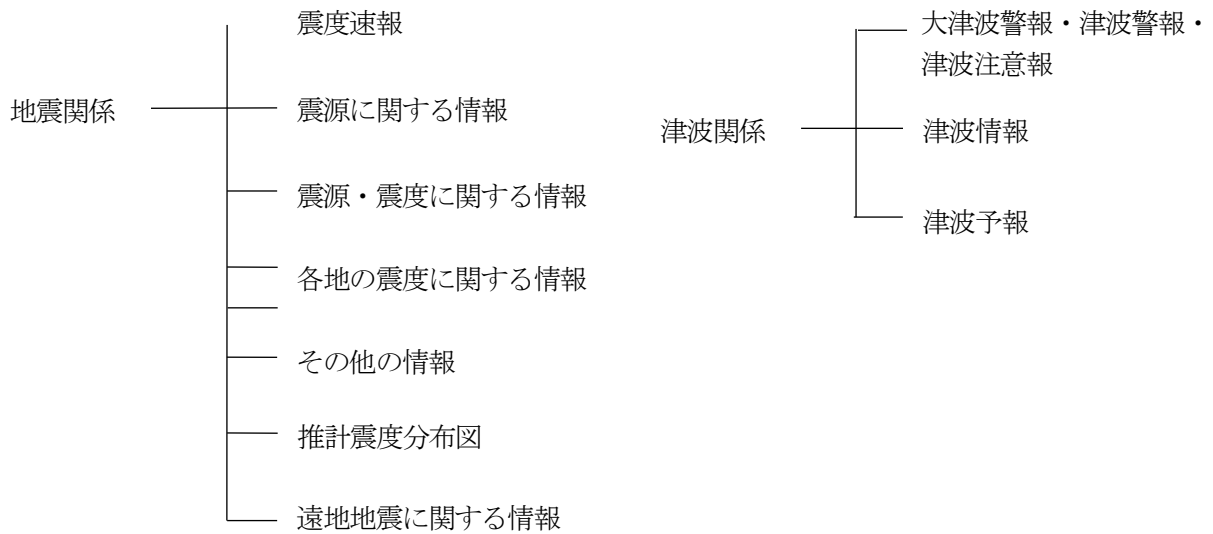 地震関係
震度速報
震源に関する情報
震源・震度に関する情報
各地の震度に関する情報
その他の情報
推計震度分布図
遠地地震に関する情報
津波関係
大津波警報・津波警報・
津波注意報
津波情報
津波予報